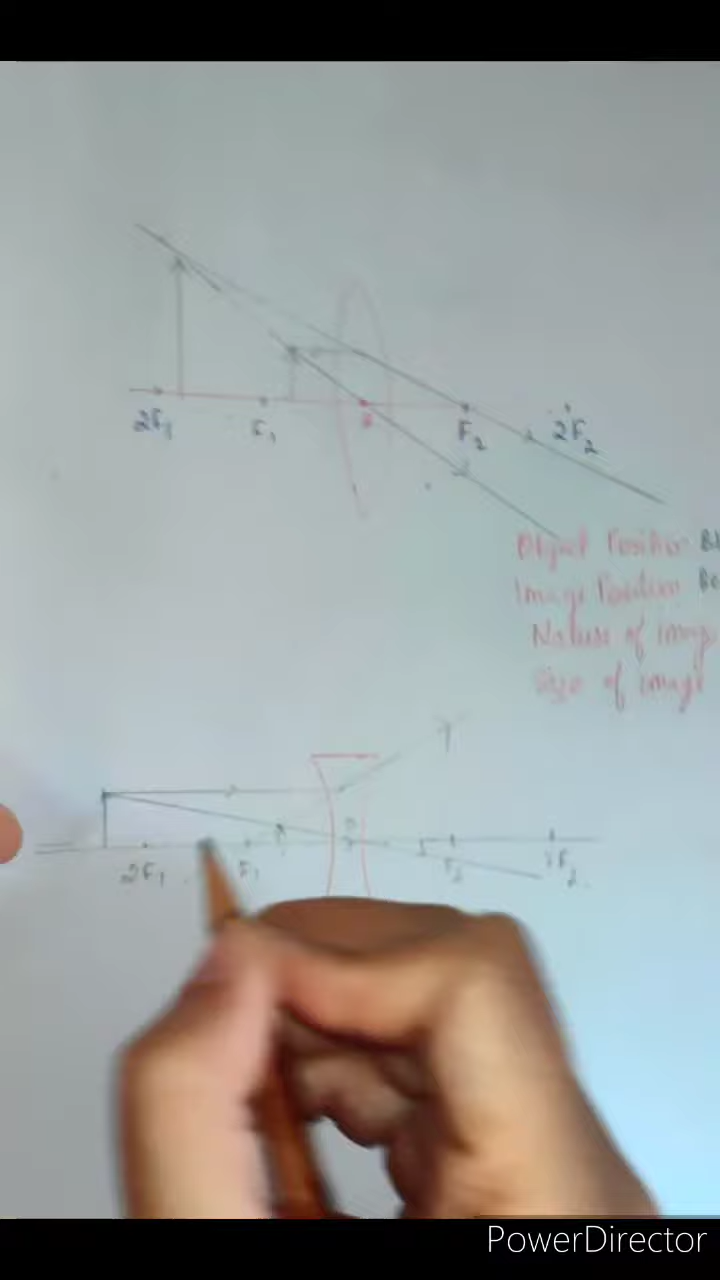 2F₁ F₁ F₂ 2F₂
Object Position
Image Position
Nature of image
Size of image
2F₁ F₁ F₂ 2F₂
PowerDirector